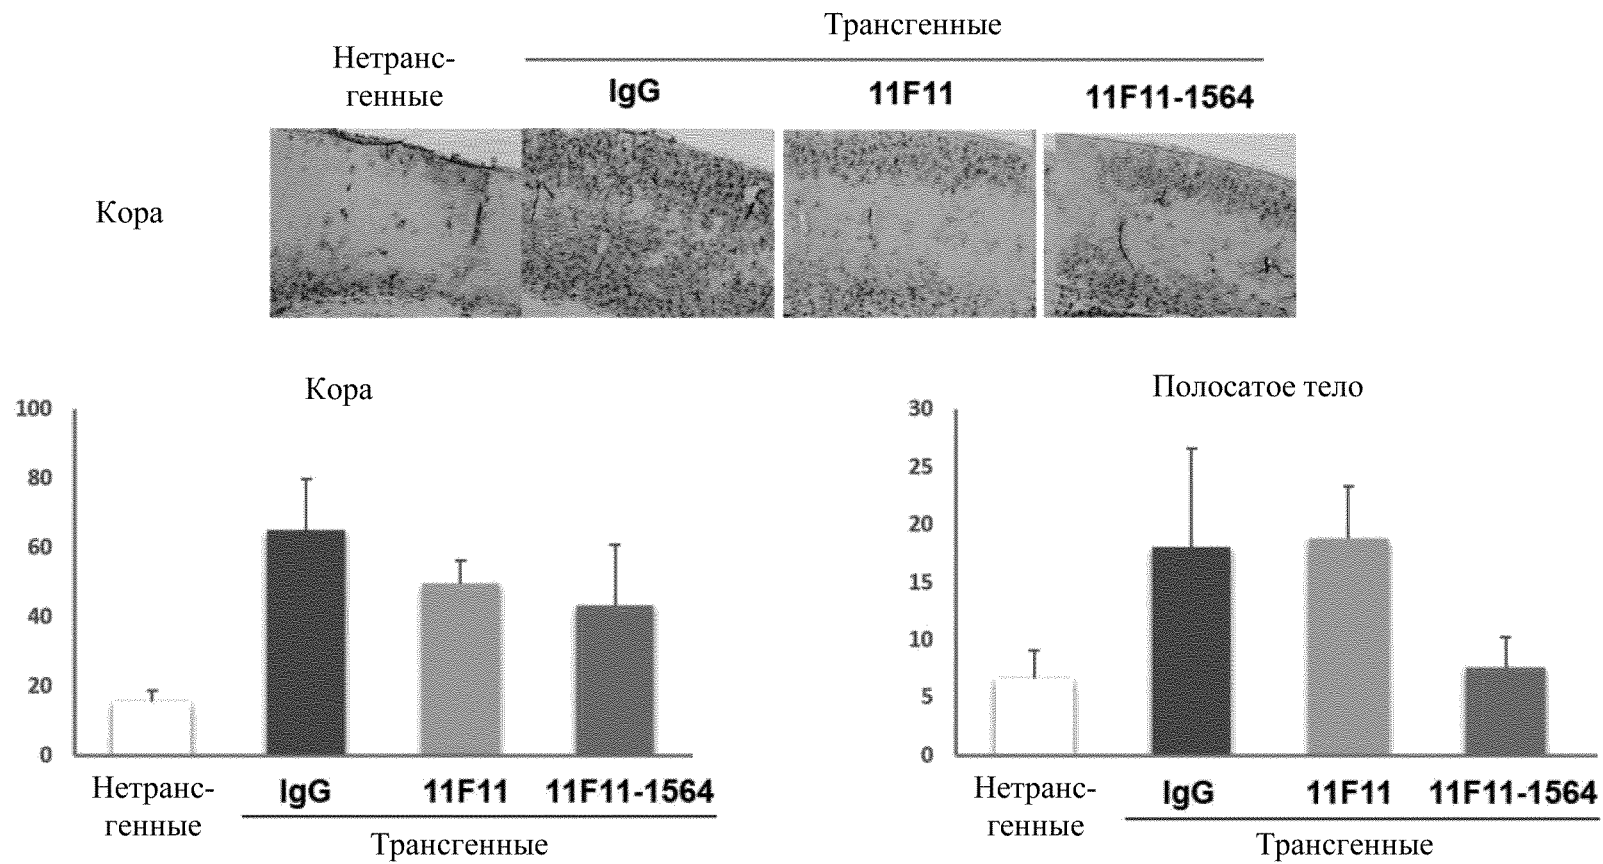 Трансгенные
Нетранс-
генные
IgG
11F11
11F11-1564
Кора
Кора
100
80
60
40
20
0
Нетранс-
генные
IgG
11F11
11F11-1564
Трансгенные
Полосатое тело
30
25
20
15
10
5
0
Нетранс-
генные
IgG
11F11
11F11-1564
Трансгенные